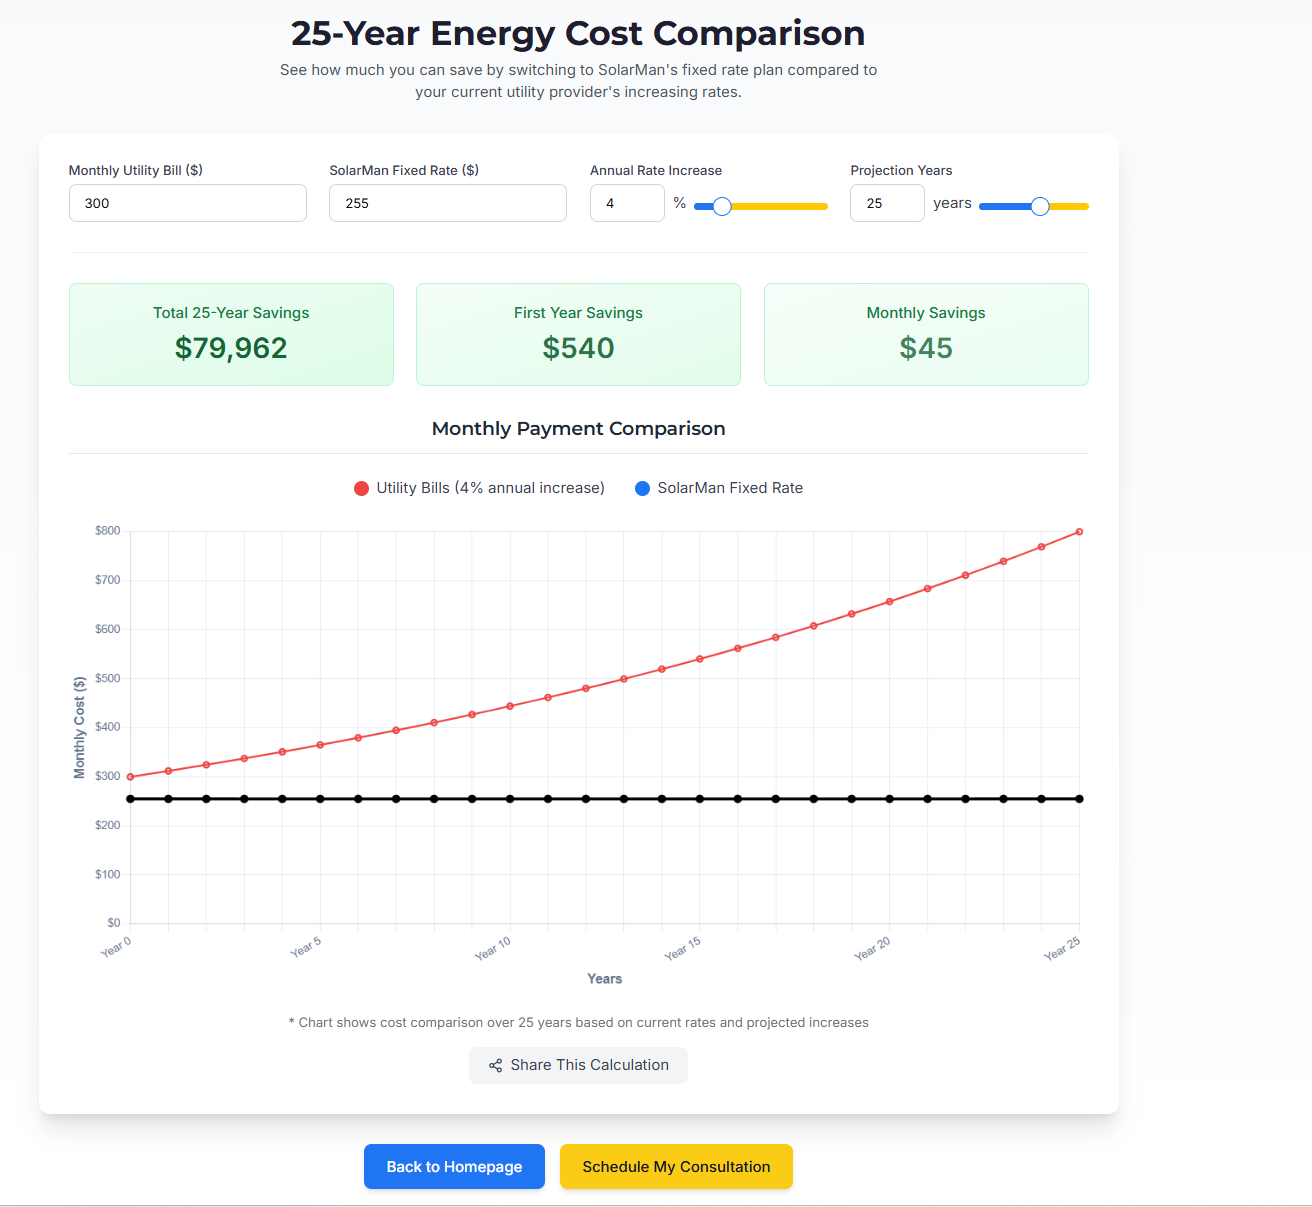 25-Year Energy Cost Comparison
See how much you can save by switching to SolarMan's fixed rate plan compared to
your current utility provider's increasing rates.
Monthly Utility Bill ($)
SolarMan Fixed Rate ($)
Annual Rate Increase
Projection Years
300
255
4
%
25
years
Total 25-Year Savings
$79,962
First Year Savings
$540
Monthly Savings
$45
Monthly Payment Comparison
Utility Bills (4% annual increase)
SolarMan Fixed Rate
$800
$700
$600
$500
$400
$300
$200
$100
$0
Monthly Cost ($)
Year 0
Year 5
Year 10
Year 15
Year 20
Year 25
Years
* Chart shows cost comparison over 25 years based on current rates and projected increases
Share This Calculation
Back to Homepage
Schedule My Consultation